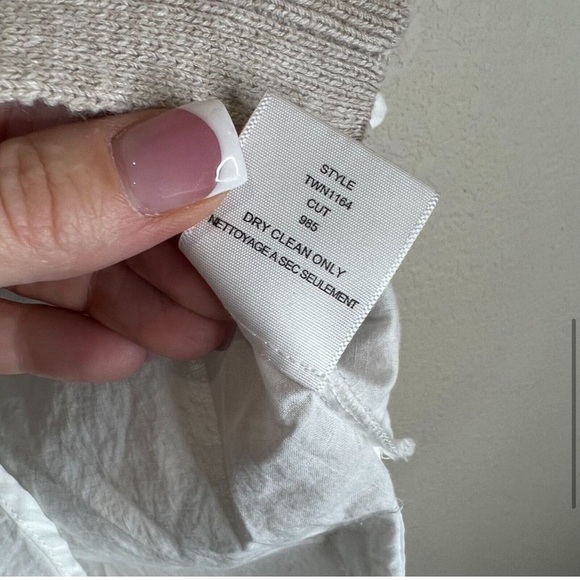 STYLE
TWN1164
CUT
985
DRY CLEAN ONLY
NETTOYAGE A SEC SEULEMENT